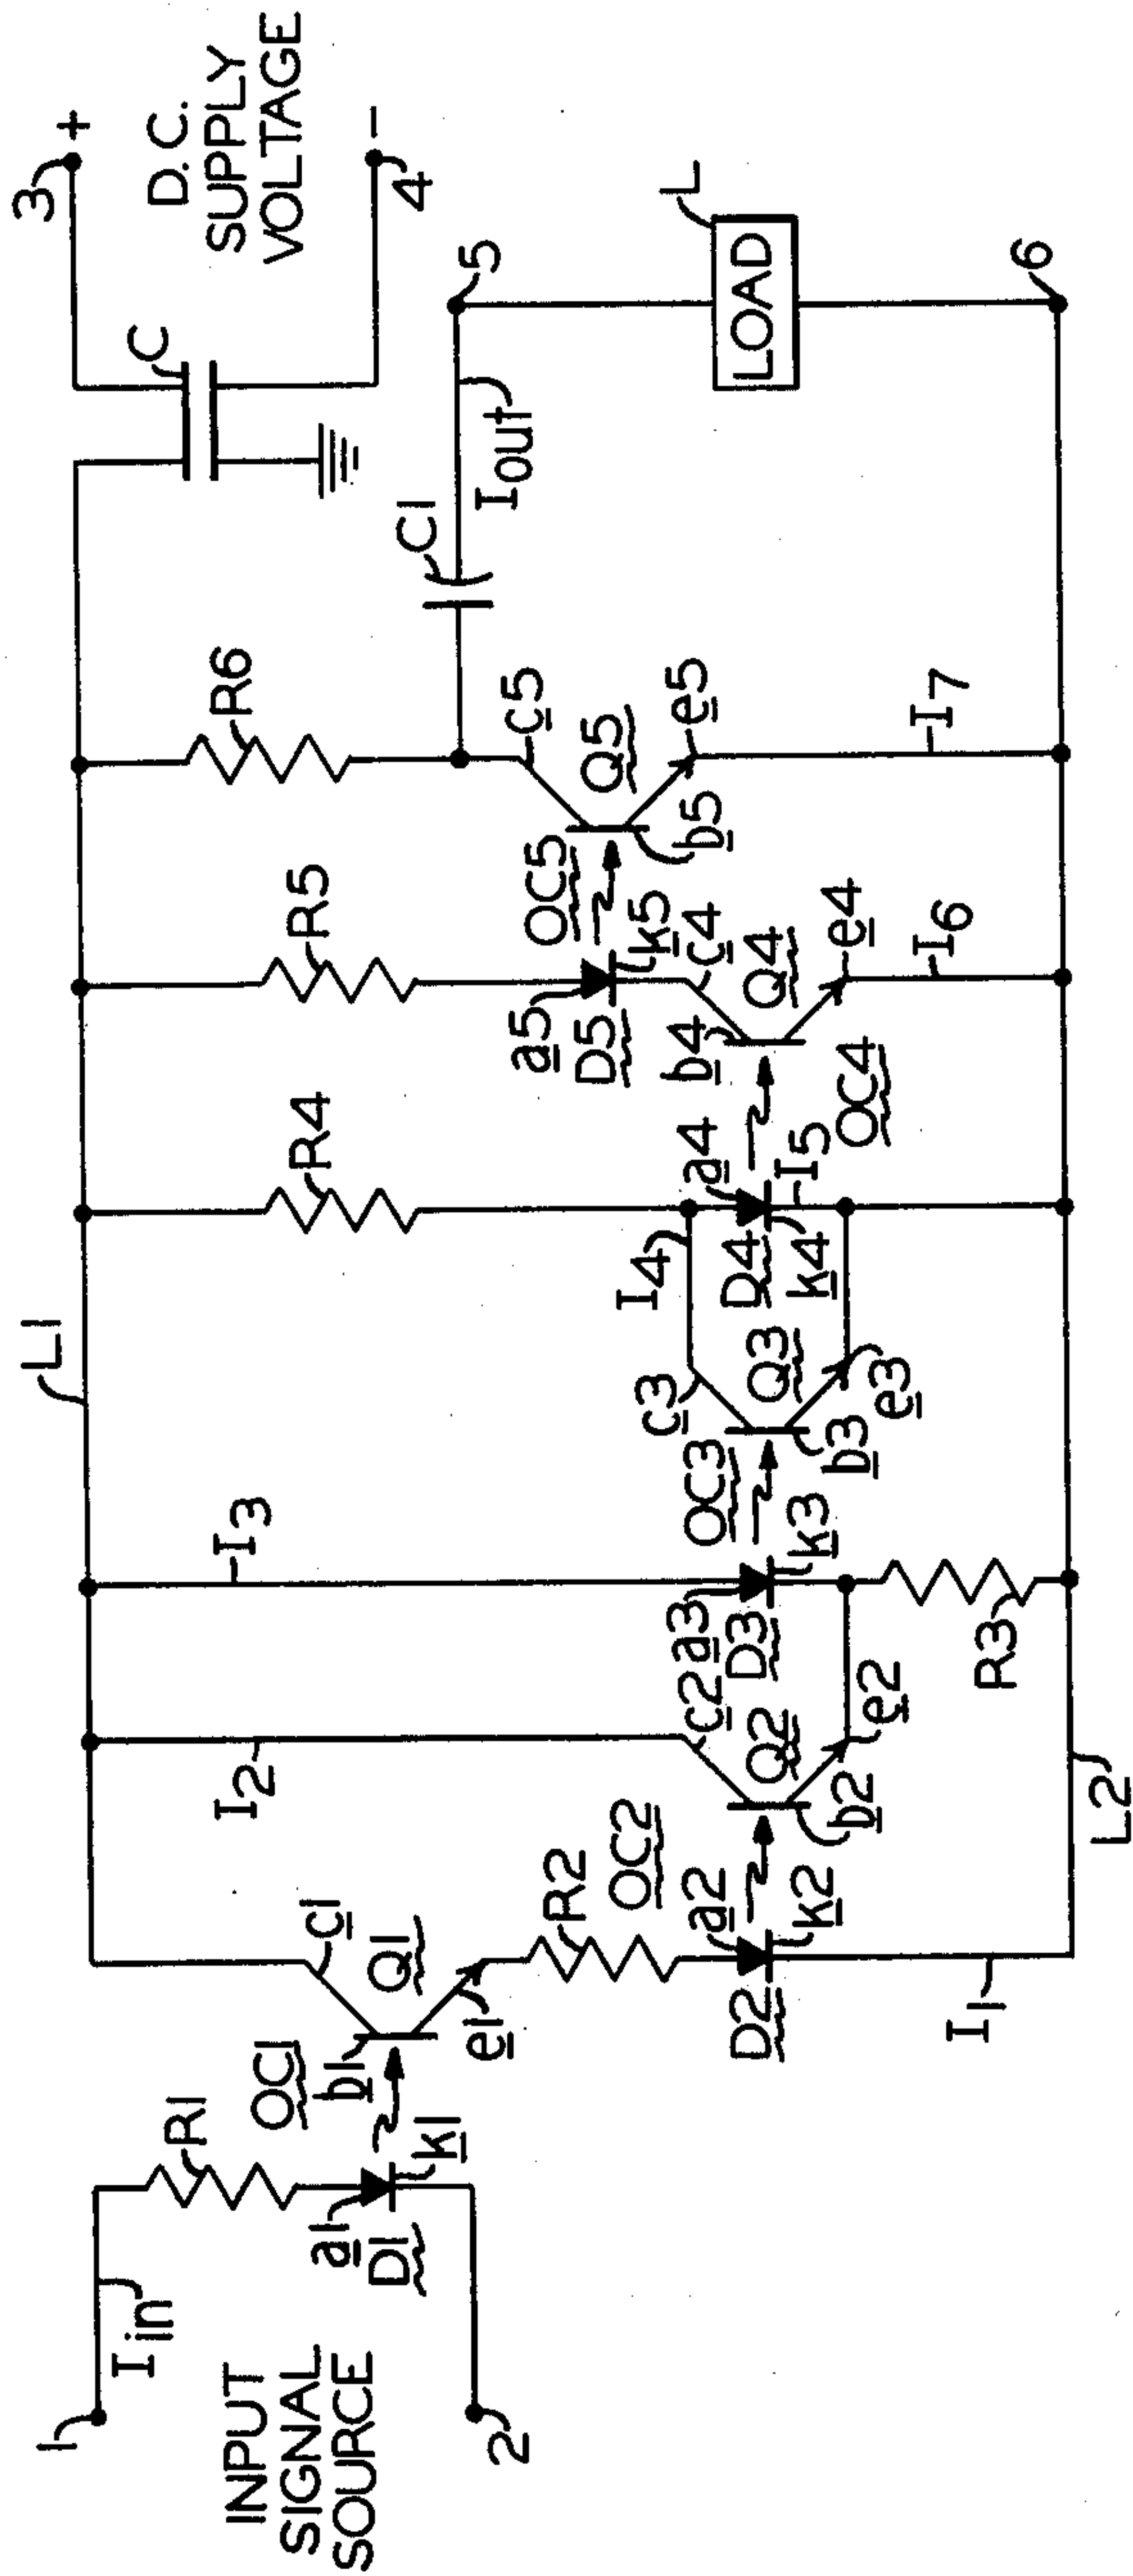 INPUT
SIGNAL
SOURCE
1
2
I_in
R1
a1
D1
k1
OC1
b1
Q1
c1
e1
R2
OC2
a2
D2
k2
I1
b2
Q2
c2
e2
I2
L1
L2
I3
a3
D3
k3
R3
OC3
b3
Q3
c3
e3
I4
R4
a4
D4
k4
I5
OC4
b4
Q4
c4
e4
I6
R5
a5
D5
k5
OC5
b5
Q5
c5
e5
I7
R6
C1
I_out
C
3
+
D.C.
SUPPLY
VOLTAGE
4
-
5
L
LOAD
6